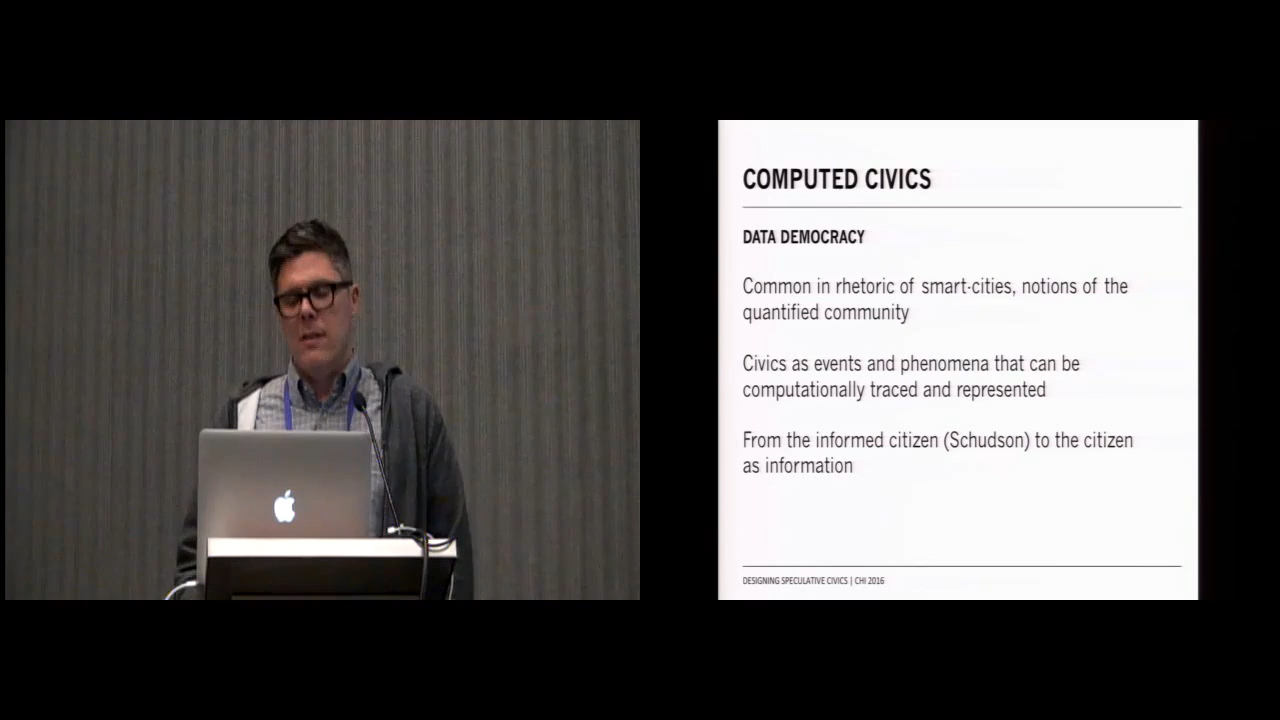 COMPUTED CIVICS
DATA DEMOCRACY
Common in rhetoric of smart-cities, notions of the
quantified community
Civics as events and phenomena that can be
computationally traced and represented
From the informed citizen (Schudson) to the citizen
as information
DESIGNING SPECULATIVE CIVICS | CHI 2016